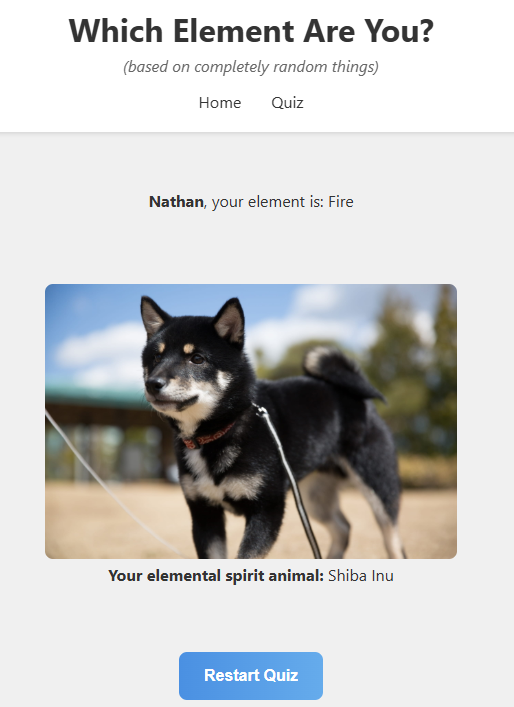 Which Element Are You?
(based on completely random things)
Home Quiz
Nathan, your element is: Fire
Your elemental spirit animal: Shiba Inu
Restart Quiz